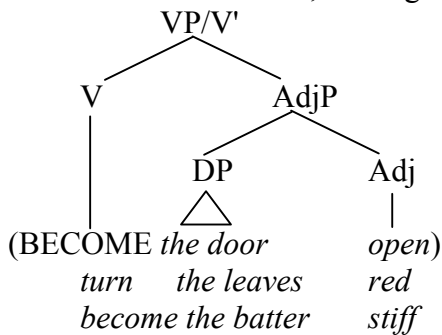 VP/V'
V AdjP
DP Adj
(BECOME the door open)
turn the leaves red
become the batter stiff